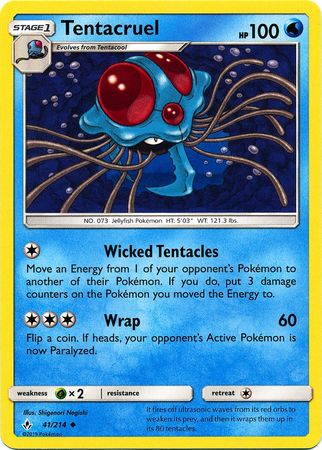 STAGE1
Tentacruel
HP 100
Evolves from Tentacool
NO. 073 Jellyfish Pokémon HT: 5'03" WT: 121.3 lbs.
Wicked Tentacles
Move an Energy from 1 of your opponent's Pokémon
to another of their Pokémon. If you do, put 3 damage
counters on the Pokémon you moved the Energy to.
Wrap 60
Flip a coin. If heads, your opponent's Active Pokémon is
now Paralyzed.
weakness ×2 resistance retreat
Illus. Shigenori Negishi
41/214
©2019 Pokémon
It fires off ultrasonic waves from its red orbs to
weaken its prey, and then it wraps them up in
its 80 tentacles.